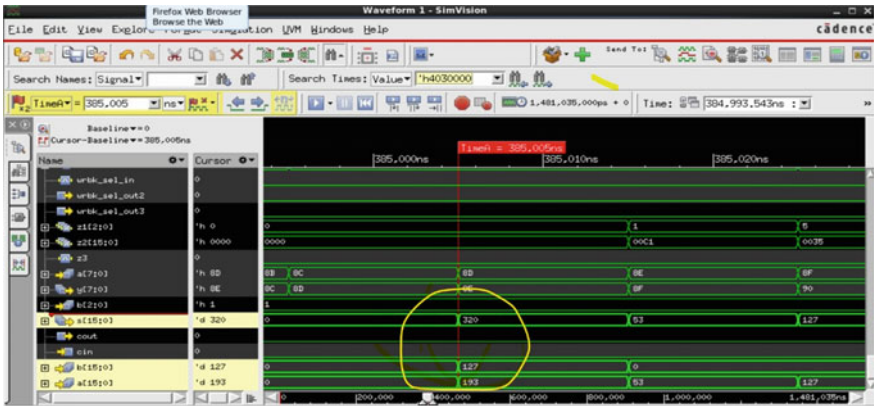 Waveform 1 - SimVision
Firefox Web Browser
Browse the Web
File Edit View Explore Format Simulation UVM Windows Help
cādence
Send To:
Search Names: Signal
Search Times: Value 'h4030000
TimeA = 385,005 ns
1,481,035,000ps + 0
Time: 384,993,543ns :
Baseline = 0
Cursor-Baseline = 385,005ns
TimeA = 385,005ns
Name Cursor
385,000ns 385,010ns 385,020ns
wrbk_sel_in 0
wrbk_sel_out2 0
wrbk_sel_out3 0
z1[2:0] 'h 0 0 1 5
z2[15:0] 'h 0000 0000 00C1 0035
z3 0
a[7:0] 'h 8D 8B 8C 8D 8E 8F
y[7:0] 'h 8E 8C 8D 8E 8F 90
b[2:0] 'h 1 1
s[15:0] 'd 320 0 320 53 127
cout 0
cin 0
b[15:0] 'd 127 0 127 0
a[15:0] 'd 193 0 193 53 127
0 200,000 400,000 600,000 800,000 1,000,000 1,481,035ns